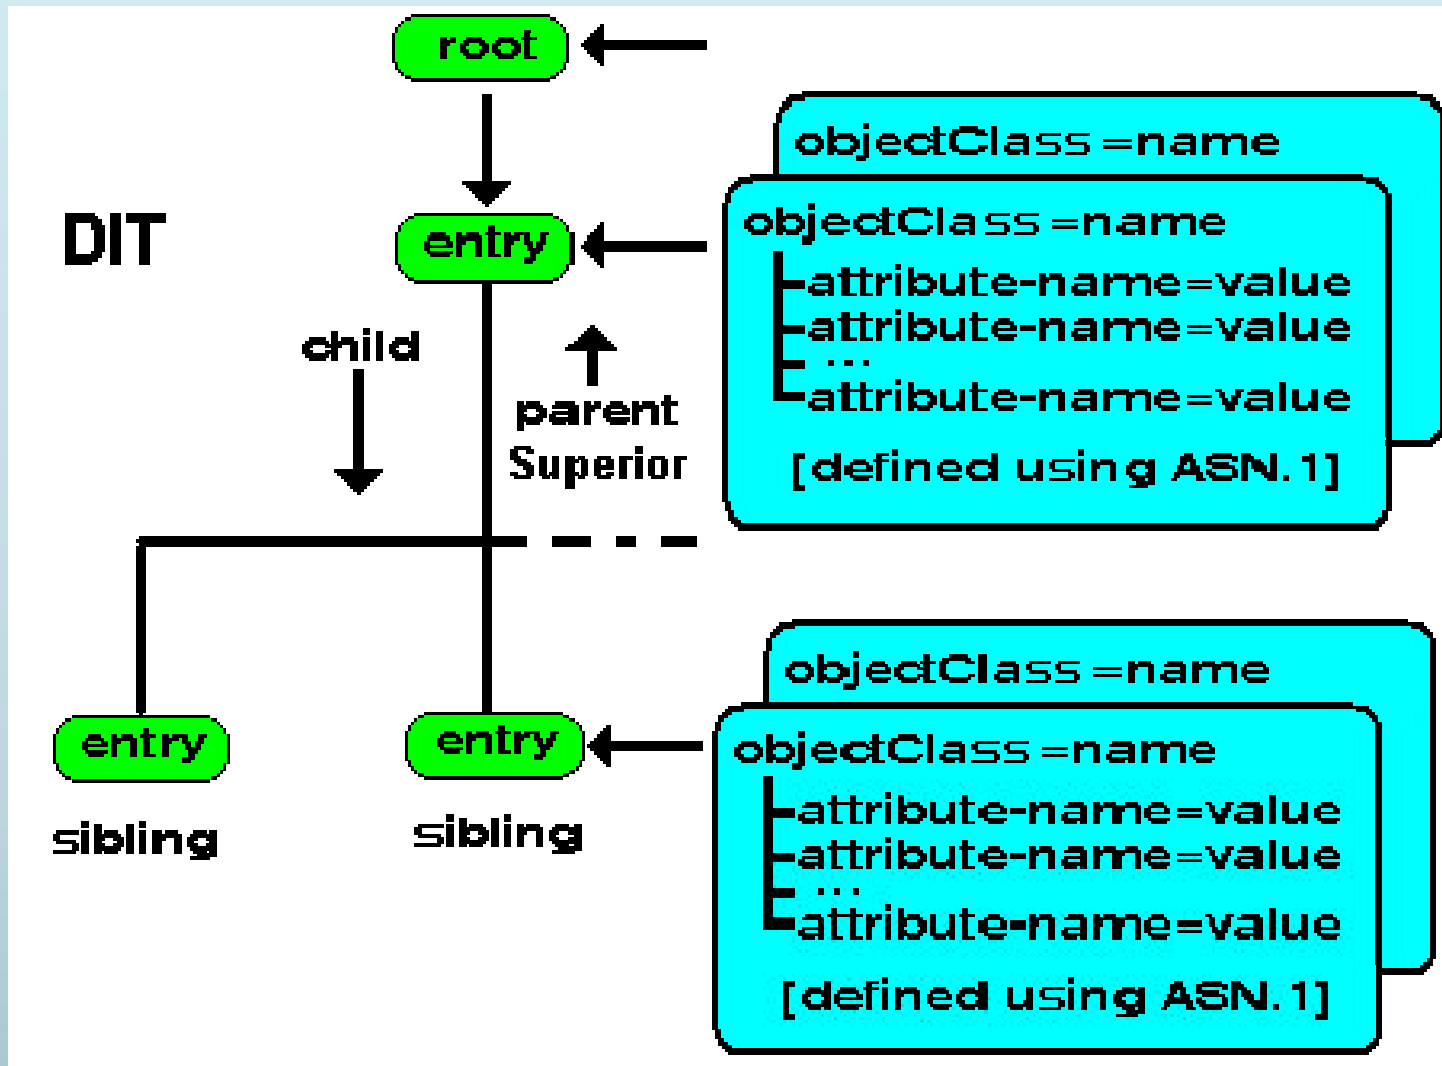 root
objectClass=name
objectClass=name
DIT
entry
attribute-name=value
attribute-name=value
...
attribute-name=value
[defined using ASN.1]
child
parent
Superior
objectClass=name
objectClass=name
entry
entry
attribute-name=value
attribute-name=value
...
attribute-name=value
[defined using ASN.1]
sibling
sibling